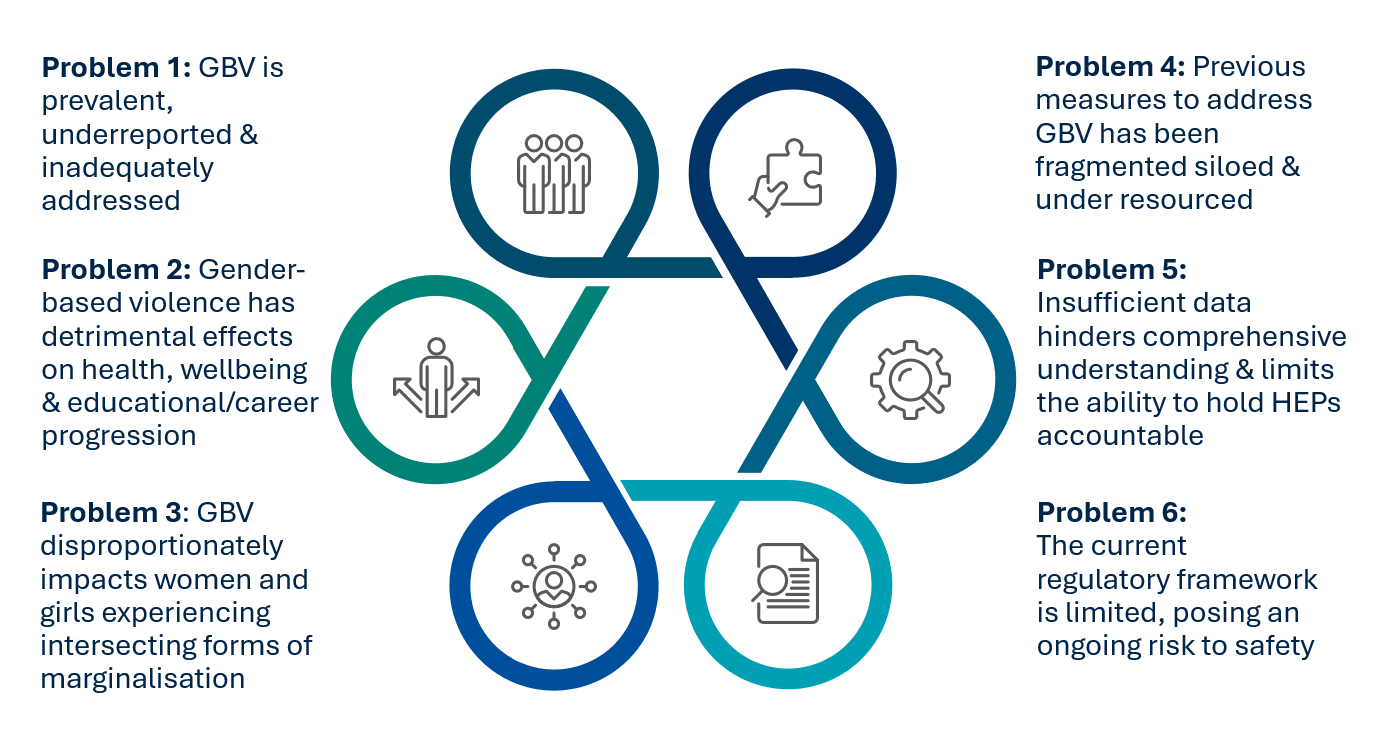 Problem 1: GBV is
prevalent,
underreported &
inadequately
addressed
Problem 2: Gender-
based violence has
detrimental effects
on health, wellbeing
& educational/career
progression
Problem 3: GBV
disproportionately
impacts women and
girls experiencing
intersecting forms of
marginalisation
Problem 4: Previous
measures to address
GBV has been
fragmented siloed &
under resourced
Problem 5:
Insufficient data
hinders comprehensive
understanding & limits
the ability to hold HEPs
accountable
Problem 6:
The current
regulatory framework
is limited, posing an
ongoing risk to safety